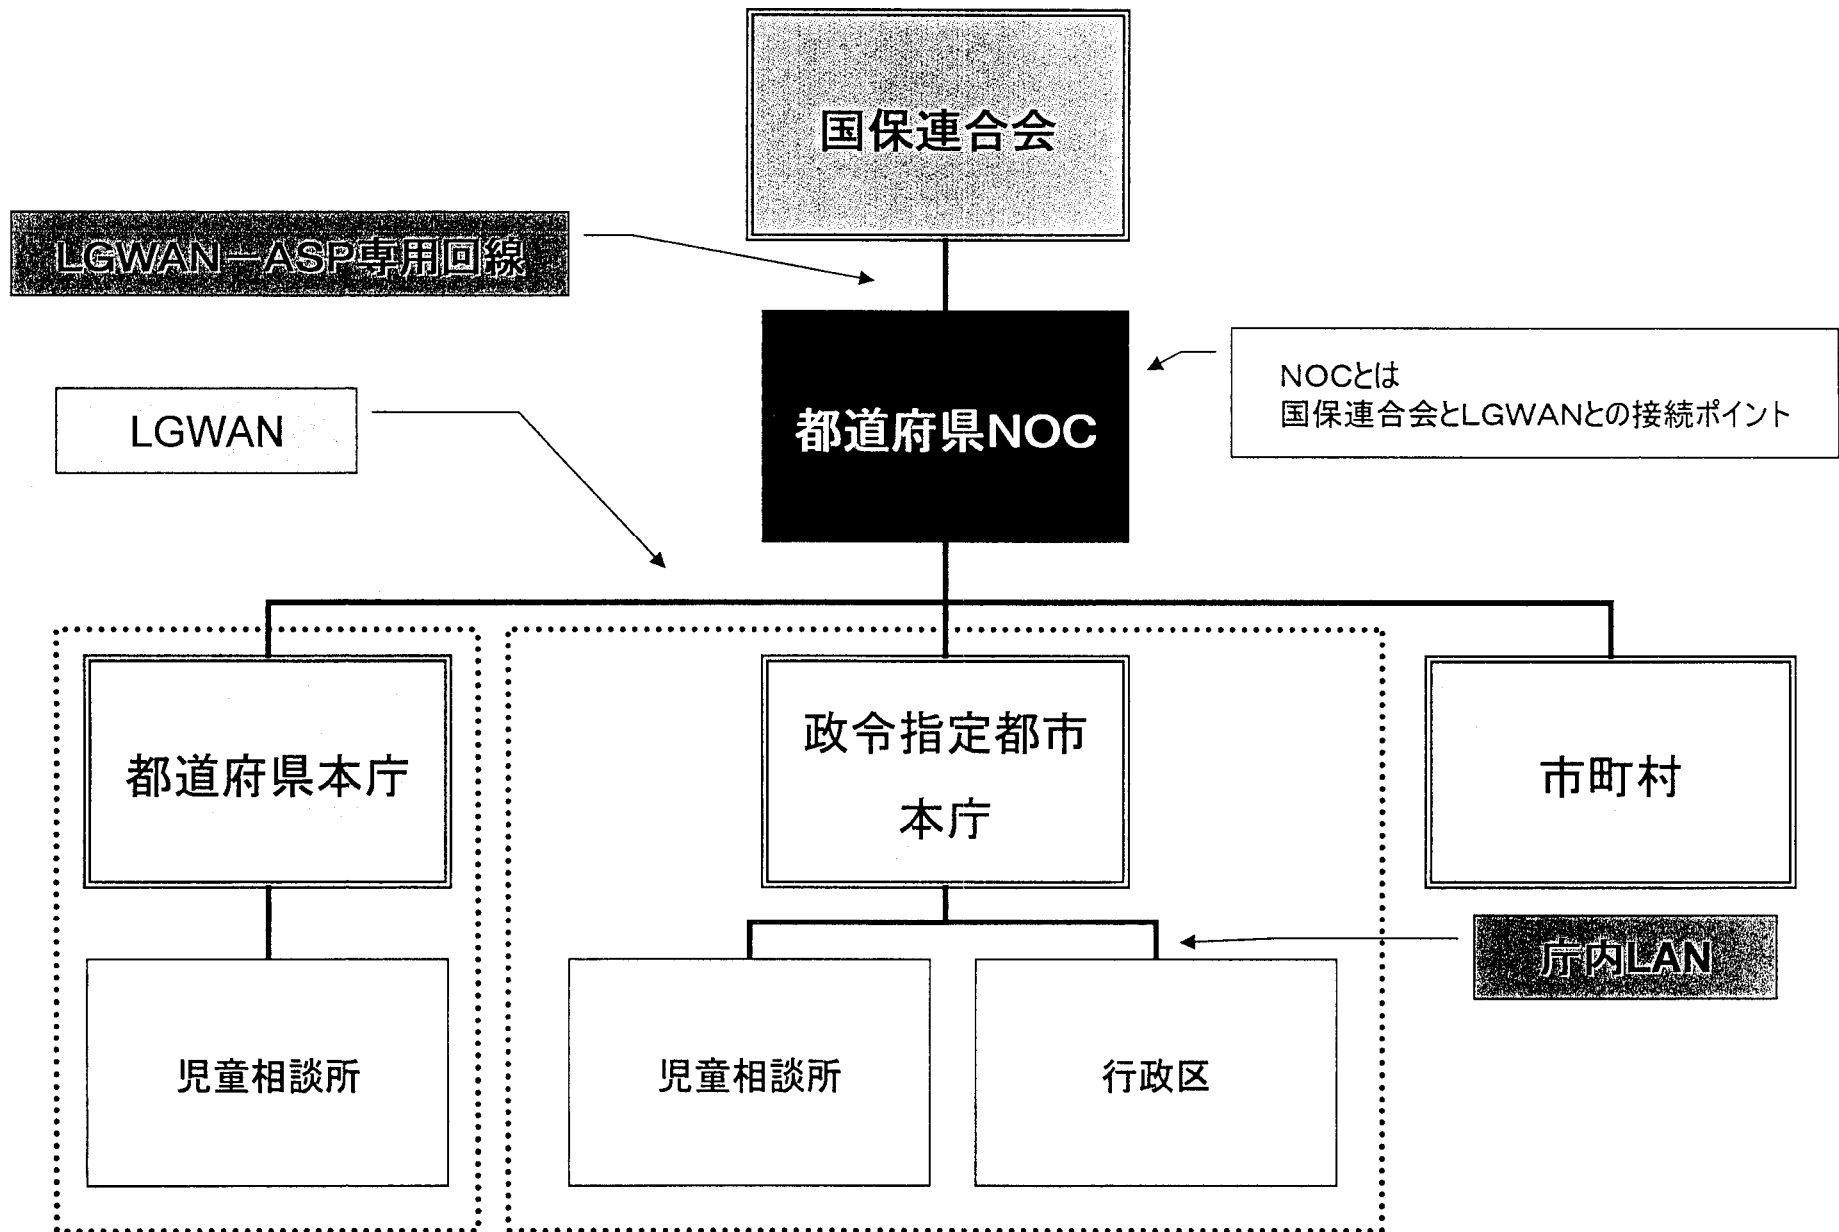 国保連合会
LGWAN－ASP専用回線
都道府県NOC
NOCとは
国保連合会とLGWANとの接続ポイント
LGWAN
都道府県本庁
政令指定都市
本庁
市町村
庁内LAN
児童相談所
児童相談所
行政区